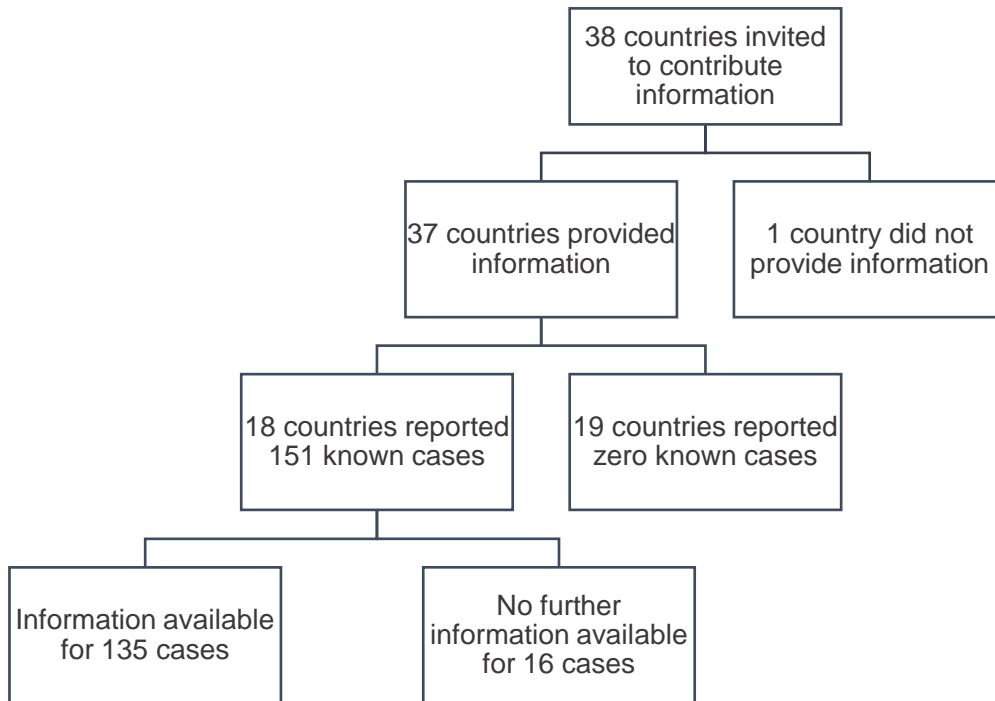 38 countries invited
to contribute
information
37 countries provided
information
1 country did not
provide information
18 countries reported
151 known cases
19 countries reported
zero known cases
Information available
for 135 cases
No further
information available
for 16 cases